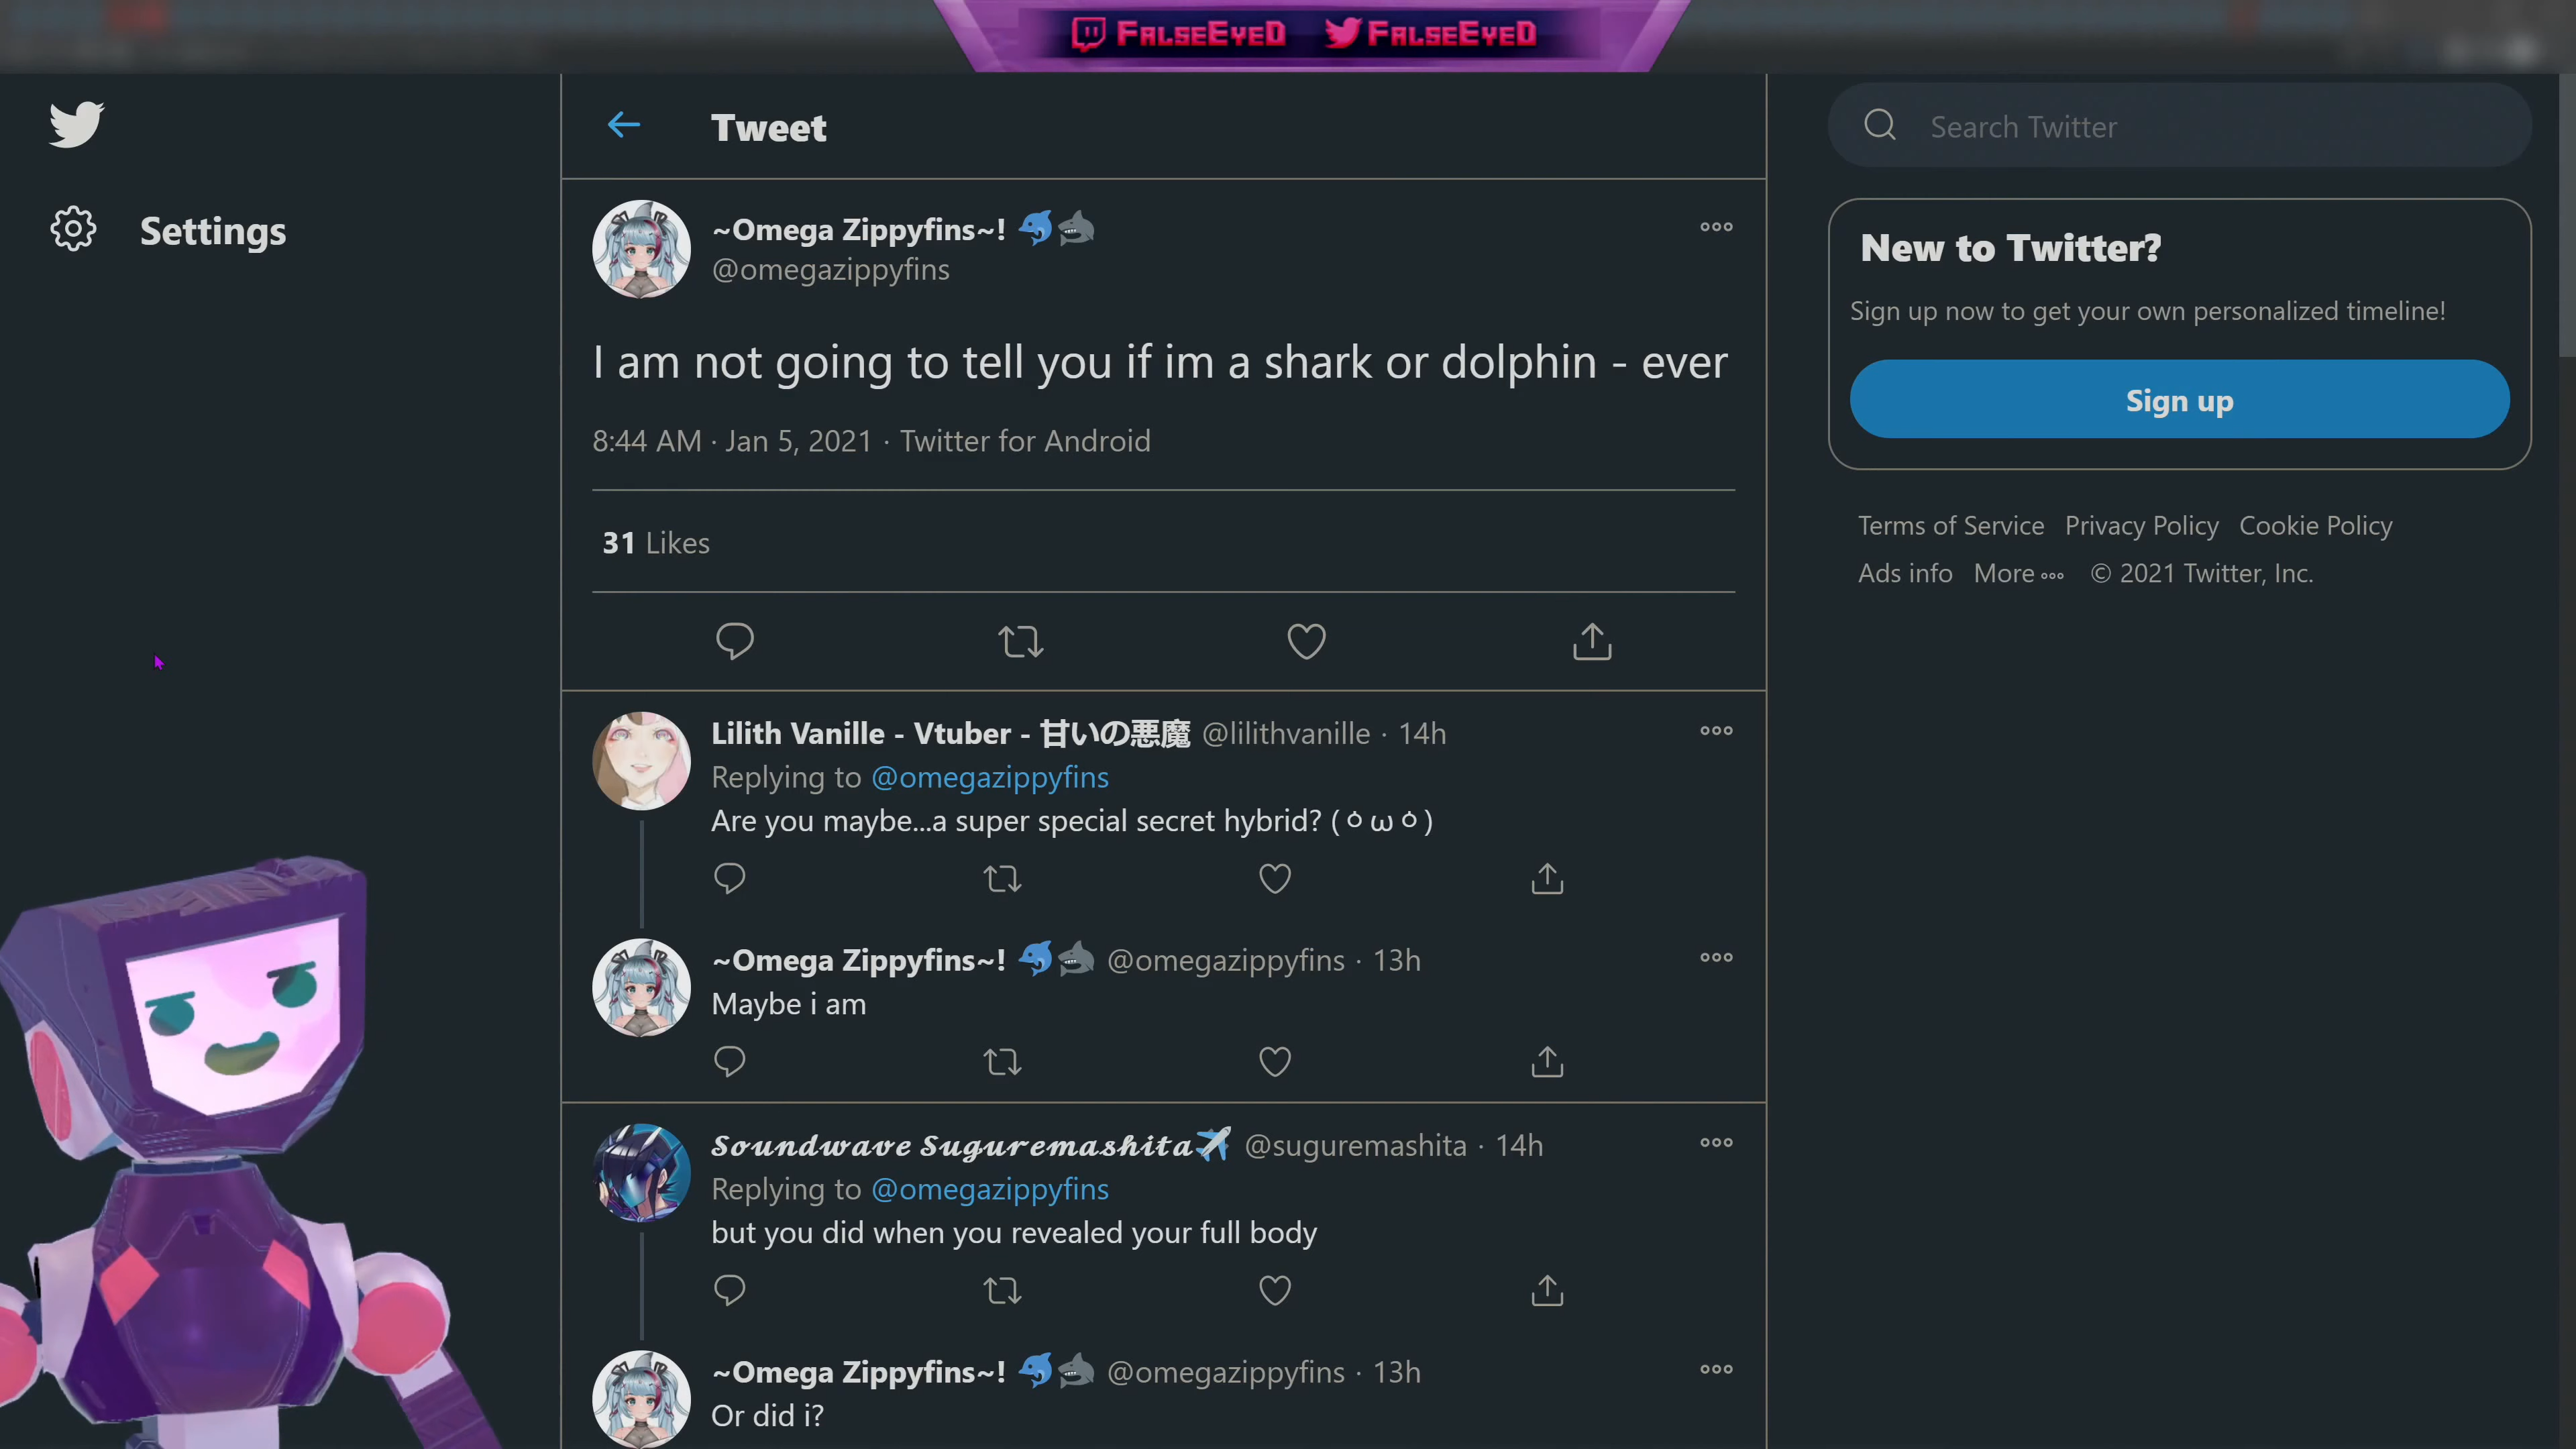 FalseEyeD FalseEyeD
Tweet
Search Twitter
Settings
~Omega Zippyfins~! 🐬🦈
@omegazippyfins
I am not going to tell you if im a shark or dolphin - ever
8:44 AM · Jan 5, 2021 · Twitter for Android
31 Likes
Lilith Vanille - Vtuber - 甘いの悪魔 @lilithvanille · 14h
Replying to @omegazippyfins
Are you maybe...a super special secret hybrid? (ㆁωㆁ)
~Omega Zippyfins~! 🐬🦈 @omegazippyfins · 13h
Maybe i am
𝓢𝓸𝓾𝓷𝓭𝔀𝓪𝓿𝓮 𝓢𝓾𝓰𝓾𝓻𝓮𝓶𝓪𝓼𝓱𝓲𝓽𝓪✈️ @suguremashita · 14h
Replying to @omegazippyfins
but you did when you revealed your full body
~Omega Zippyfins~! 🐬🦈 @omegazippyfins · 13h
Or did i?
New to Twitter?
Sign up now to get your own personalized timeline!
Sign up
Terms of Service Privacy Policy Cookie Policy
Ads info More © 2021 Twitter, Inc.